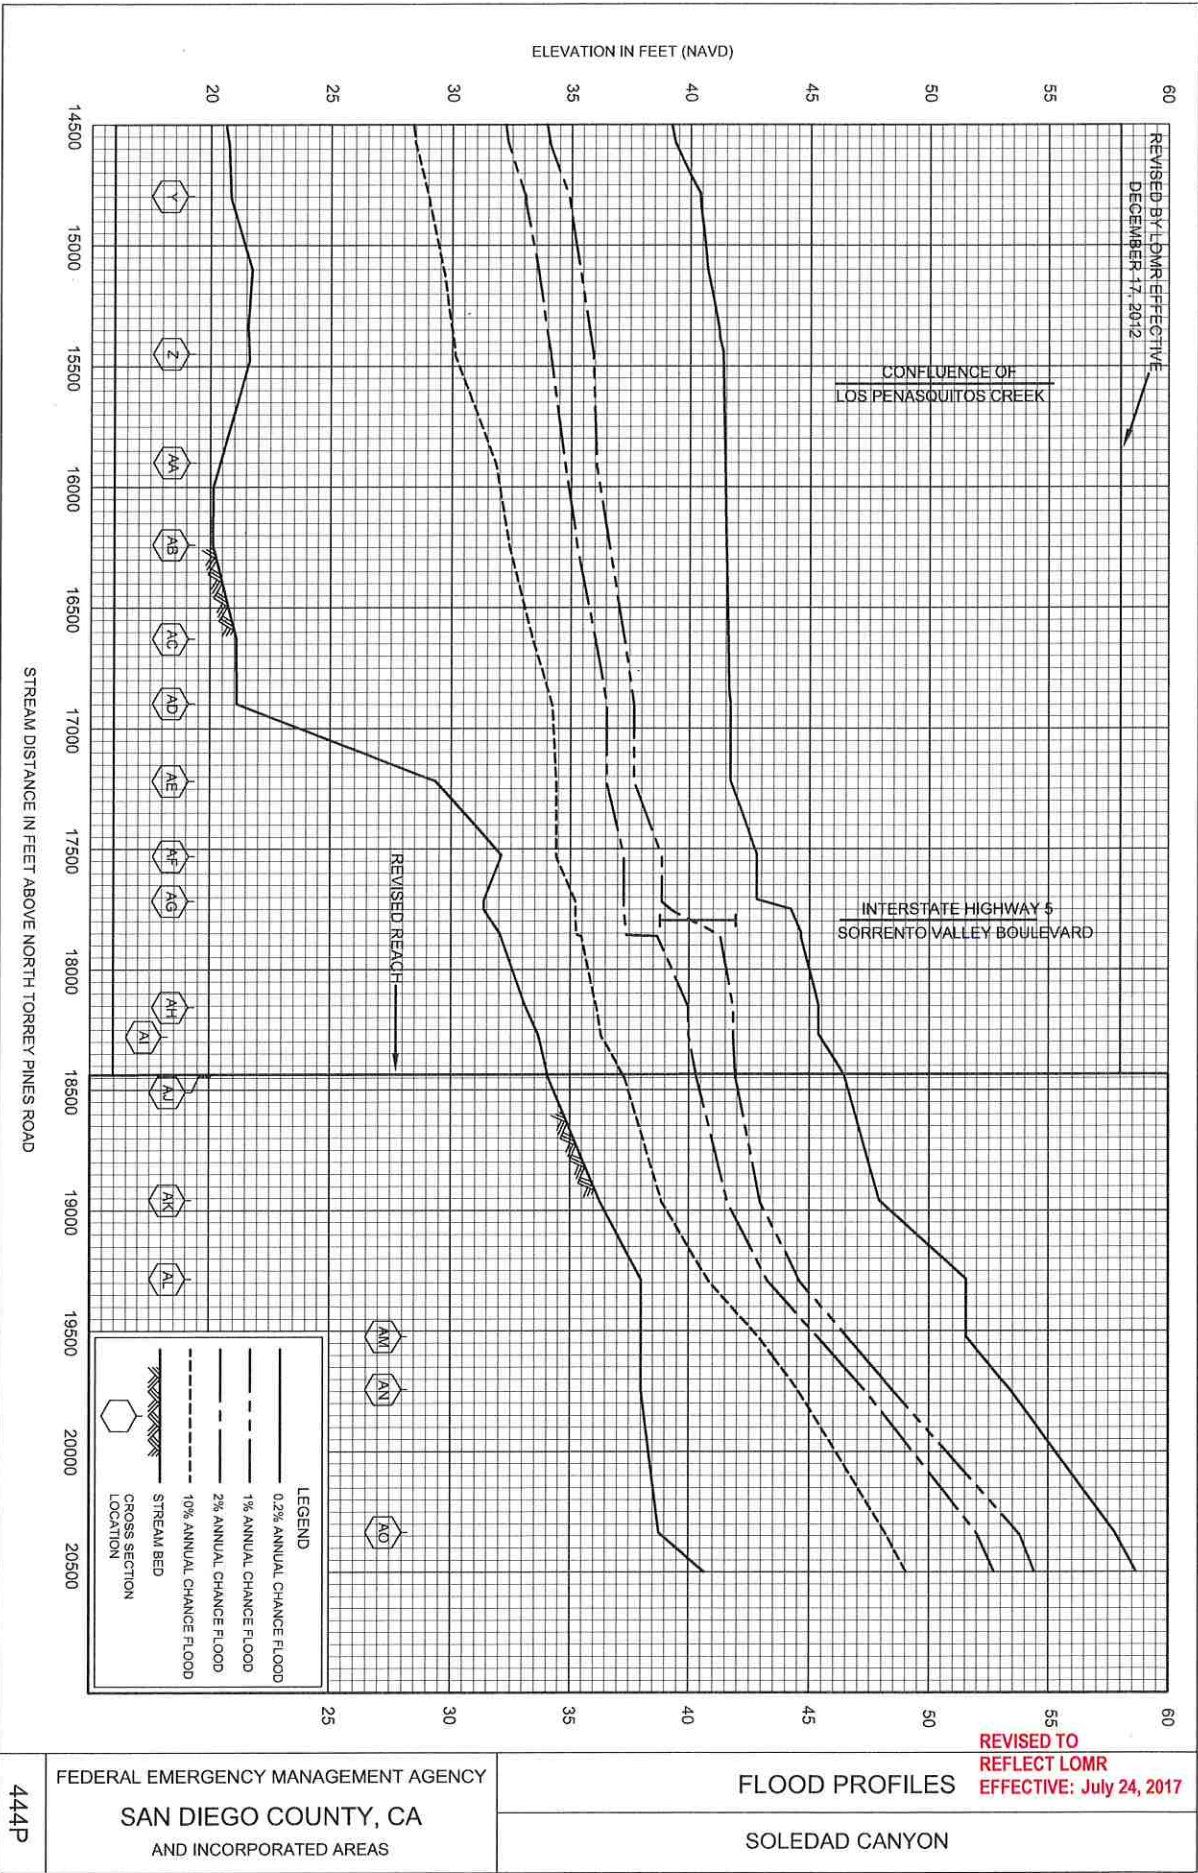 ELEVATION IN FEET (NAVD)
20
25
30
35
40
45
50
55
60
REVISED BY LOMR EFFECTIVE
DECEMBER 17, 2012
CONFLUENCE OF
LOS PENASQUITOS CREEK
INTERSTATE HIGHWAY 5
SORRENTO VALLEY BOULEVARD
REVISED REACH
14500
15000
15500
16000
16500
17000
17500
18000
18500
19000
19500
20000
20500
Y
Z
AA
AB
AC
AD
AE
AF
AG
AH
AI
AJ
AK
AL
AM
AN
AO
STREAM DISTANCE IN FEET ABOVE NORTH TORREY PINES ROAD
LEGEND
0.2% ANNUAL CHANCE FLOOD
1% ANNUAL CHANCE FLOOD
2% ANNUAL CHANCE FLOOD
10% ANNUAL CHANCE FLOOD
STREAM BED
CROSS SECTION
LOCATION
25
30
35
40
45
50
55
60
REVISED TO
REFLECT LOMR
EFFECTIVE: July 24, 2017
FLOOD PROFILES
SOLEDAD CANYON
FEDERAL EMERGENCY MANAGEMENT AGENCY
SAN DIEGO COUNTY, CA
AND INCORPORATED AREAS
444P